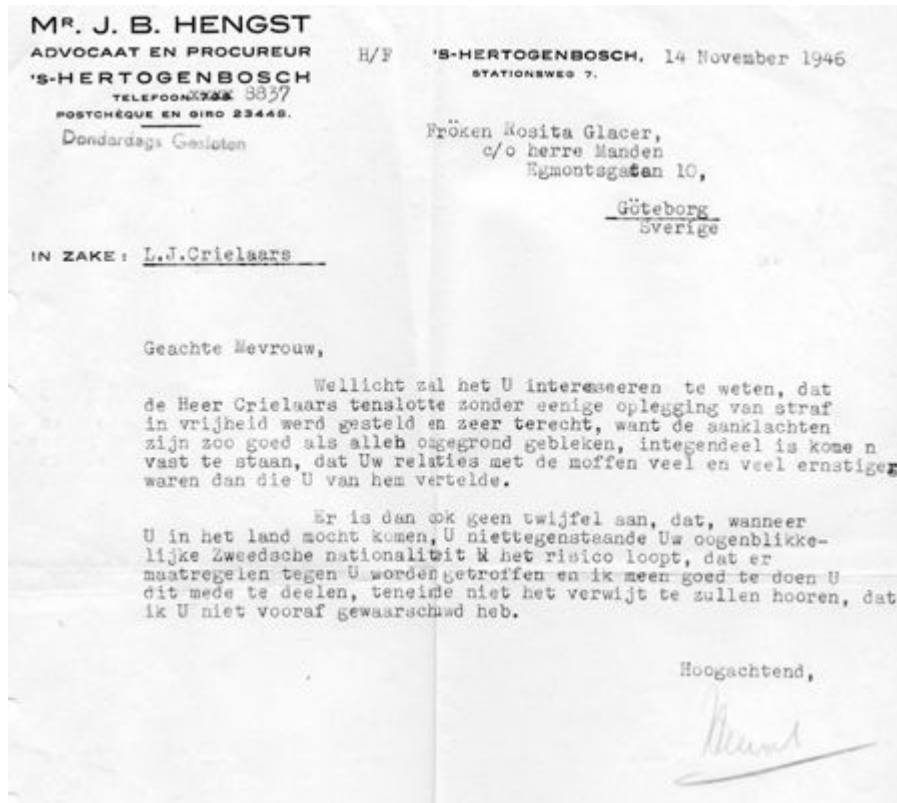 MR. J. B. HENGST
ADVOCAAT EN PROCUREUR
'S-HERTOGENBOSCH
TELEFOON 8837
POSTCHÈQUE EN GIRO 23448.
Donderdags Gesloten
H/F 'S-HERTOGENBOSCH, 14 November 1946
STATIONSWEG 7.
Fröken Rosita Glacer,
c/o herre Manden
Egmontsgatan 10,
Göteborg
Sverige
IN ZAKE: L.J.Crielaars
Geachte Mevrouw,
Wellicht zal het U interesseeren te weten, dat
de Heer Crielaars tenslotte zonder eenige oplegging van straf
in vrijheid werd gesteld en zeer terecht, want de aanklachten
zijn zoo goed als alleh ongegrond gebleken, integendeel is kome n
vast te staan, dat Uw relaties met de moffen veel en veel ernstiger
waren dan die U van hem vertelde.
Er is dan ook geen twijfel aan, dat, wanneer
U in het land mocht komen, U niettegenstaande Uw oogenblikke-
lijke Zweedsche nationaliteit het risico loopt, dat er
maatregelen tegen U worden getroffen en ik meen goed te doen U
dit mede te deelen, teneinde niet het verwijt te zullen hooren, dat
ik U niet vooraf gewaarschuwd heb.
Hoogachtend,